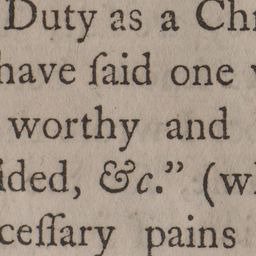 Duty as a Chr
have ſaid one
worthy and
ided, &c.” (w
ceſſary pains